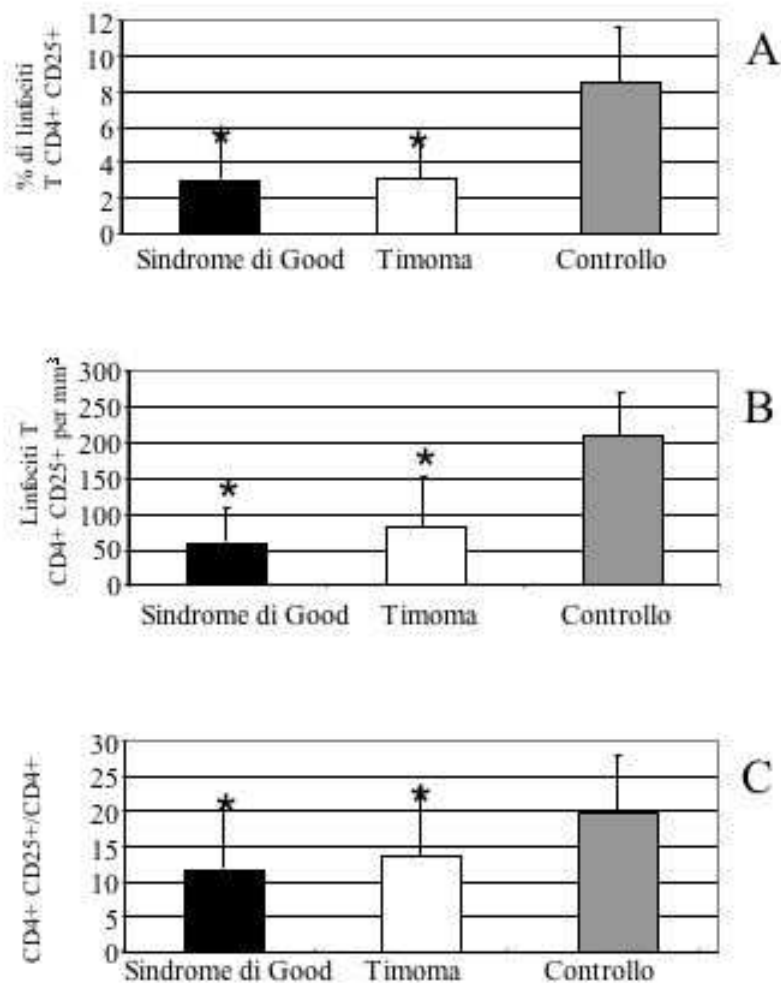 A
% di linfociti
T CD4+ CD25+
12
10
8
6
4
2
0
*
*
Sindrome di Good
Timoma
Controllo
B
Linfociti T
CD4+ CD25+ per mm³
300
250
200
150
100
50
0
*
*
Sindrome di Good
Timoma
Controllo
C
CD4+ CD25+/CD4+
30
25
20
15
10
5
0
*
*
Sindrome di Good
Timoma
Controllo